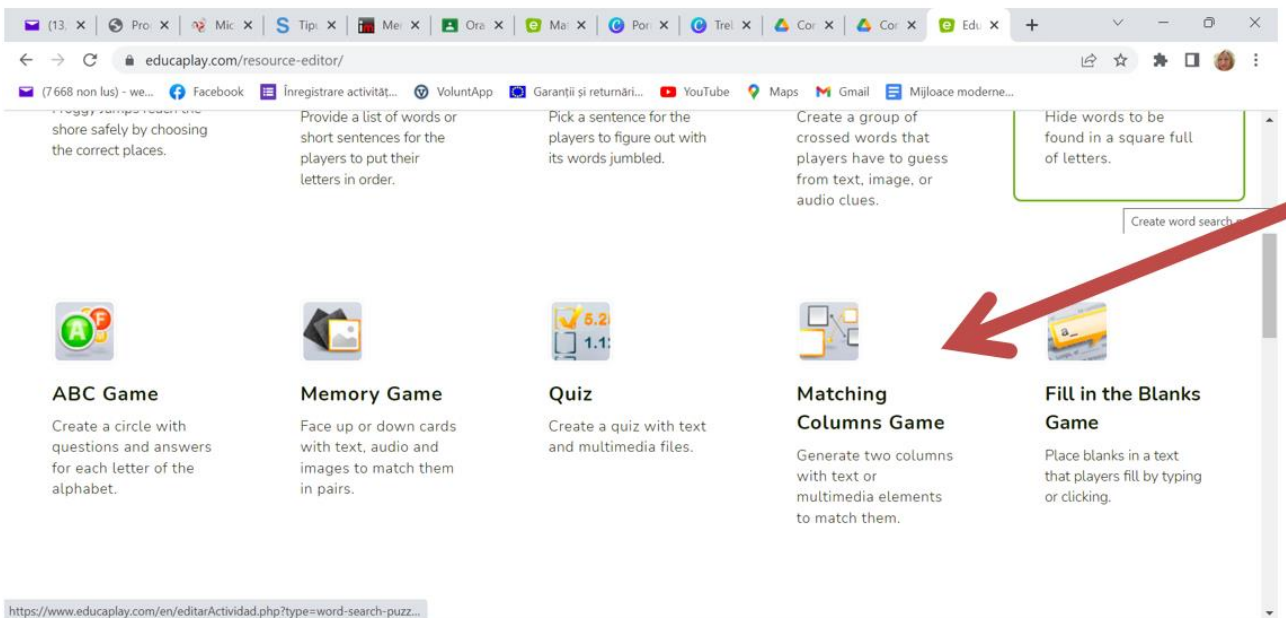 (13, Pro Mic Tip Mer Ora Ma Por Trel Cor Cor Edu
educaplay.com/resource-editor/
(7 668 non lus) - we... Facebook Înregistrare activităț... VoluntApp Garanții și returnări... YouTube Maps Gmail Mijloace moderne...
shore safely by choosing
the correct places.
Provide a list of words or
short sentences for the
players to put their
letters in order.
Pick a sentence for the
players to figure out with
its words jumbled.
Create a group of
crossed words that
players have to guess
from text, image, or
audio clues.
Hide words to be
found in a square full
of letters.
Create word search
ABC Game
Create a circle with
questions and answers
for each letter of the
alphabet.
Memory Game
Face up or down cards
with text, audio and
images to match them
in pairs.
Quiz
Create a quiz with text
and multimedia files.
Matching
Columns Game
Generate two columns
with text or
multimedia elements
to match them.
Fill in the Blanks
Game
Place blanks in a text
that players fill by typing
or clicking.
https://www.educaplay.com/en/editarActividad.php?type=word-search-puzz...